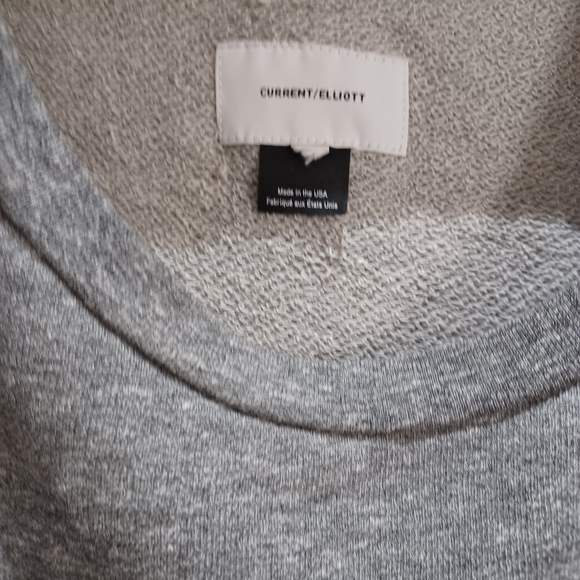 CURRENT/ELLIOTT
Made in the USA
Fabriqué aux États Unis